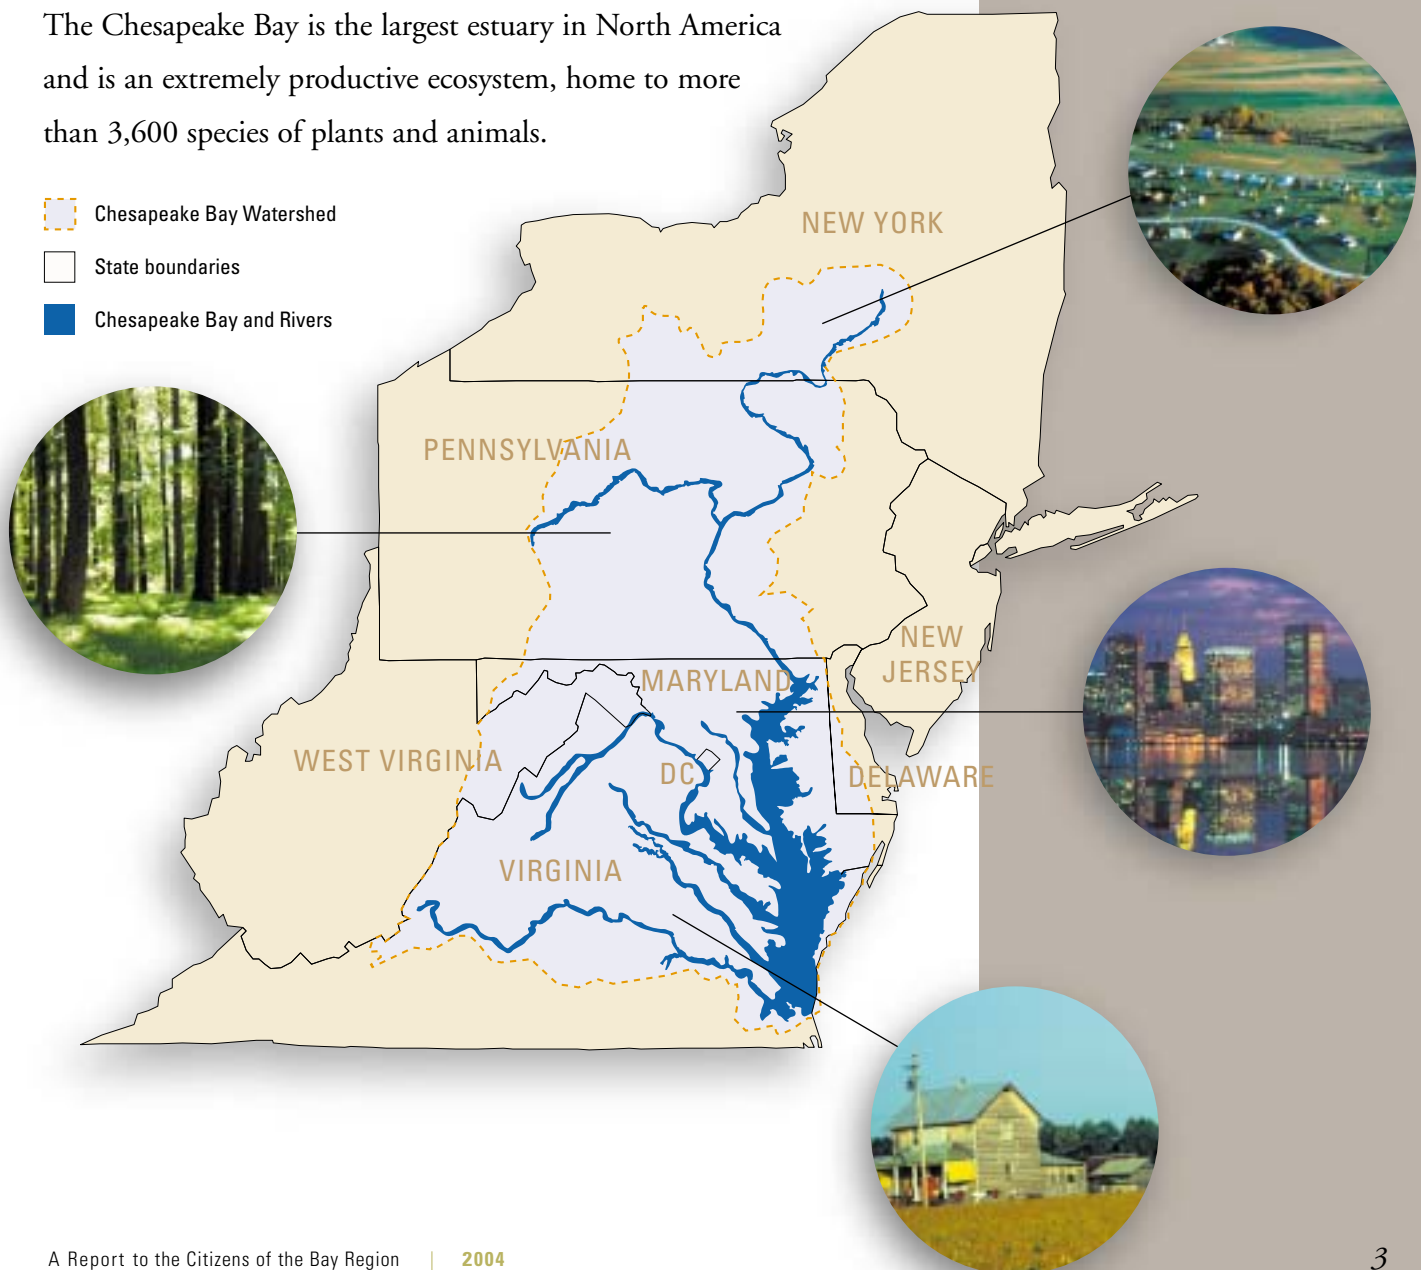 The Chesapeake Bay is the largest estuary in North America
and is an extremely productive ecosystem, home to more
than 3,600 species of plants and animals.
Chesapeake Bay Watershed
State boundaries
Chesapeake Bay and Rivers
NEW YORK
PENNSYLVANIA
NEW
JERSEY
MARYLAND
WEST VIRGINIA
DC
DELAWARE
VIRGINIA
A Report to the Citizens of the Bay Region | 2004
3